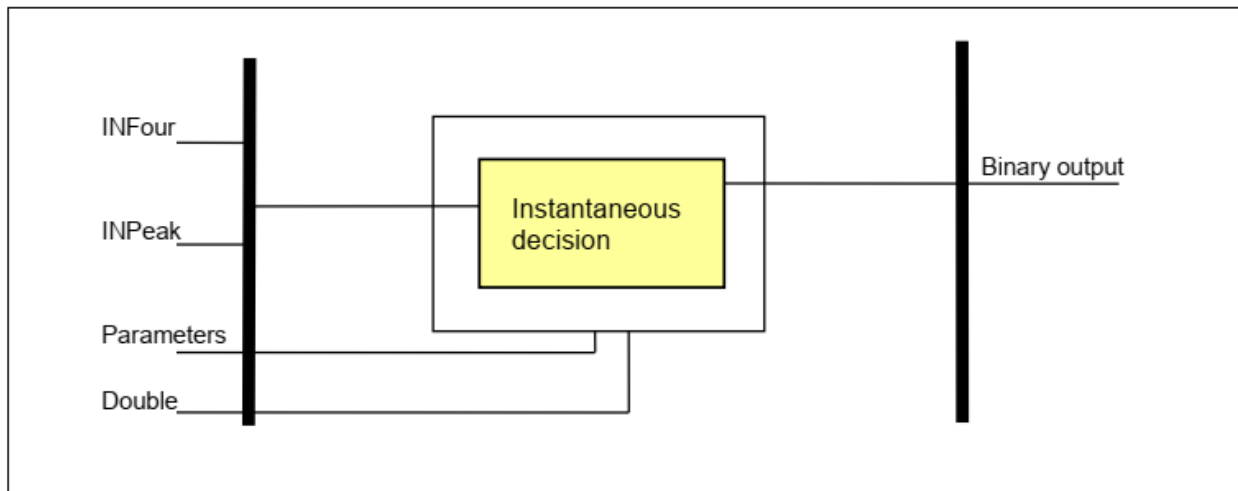 INFour
INPeak
Parameters
Double
Instantaneous
decision
Binary output